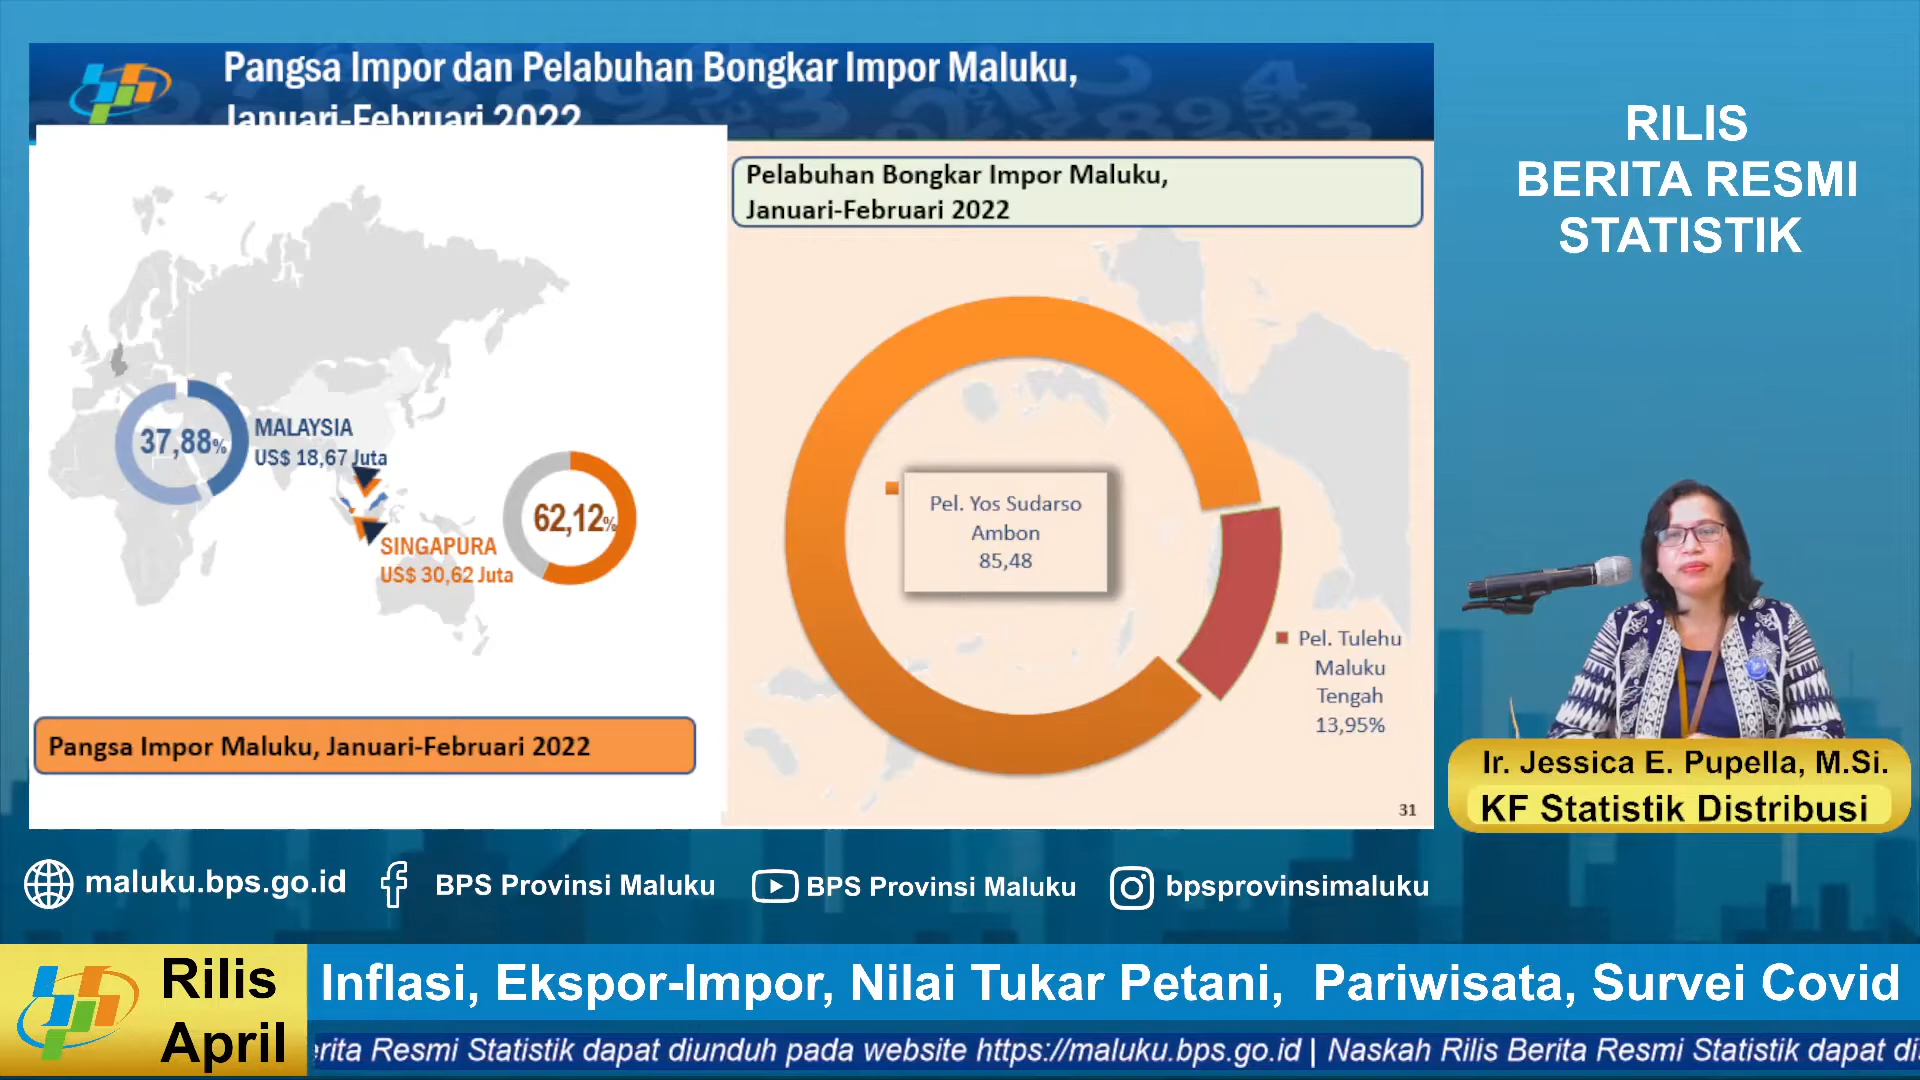 Pangsa Impor dan Pelabuhan Bongkar Impor Maluku,
Januari-Februari 2022
37,88%
MALAYSIA
US$ 18,67 Juta
62,12%
SINGAPURA
US$ 30,62 Juta
Pangsa Impor Maluku, Januari-Februari 2022
Pelabuhan Bongkar Impor Maluku,
Januari-Februari 2022
Pel. Yos Sudarso
Ambon
85,48
Pel. Tulehu
Maluku
Tengah
13,95%
31
RILIS
BERITA RESMI
STATISTIK
Ir. Jessica E. Pupella, M.Si.
KF Statistik Distribusi
maluku.bps.go.id
BPS Provinsi Maluku
BPS Provinsi Maluku
bpsprovinsimaluku
Rilis
April
Inflasi, Ekspor-Impor, Nilai Tukar Petani, Pariwisata, Survei Covid
erita Resmi Statistik dapat diunduh pada website https://maluku.bps.go.id | Naskah Rilis Berita Resmi Statistik dapat di